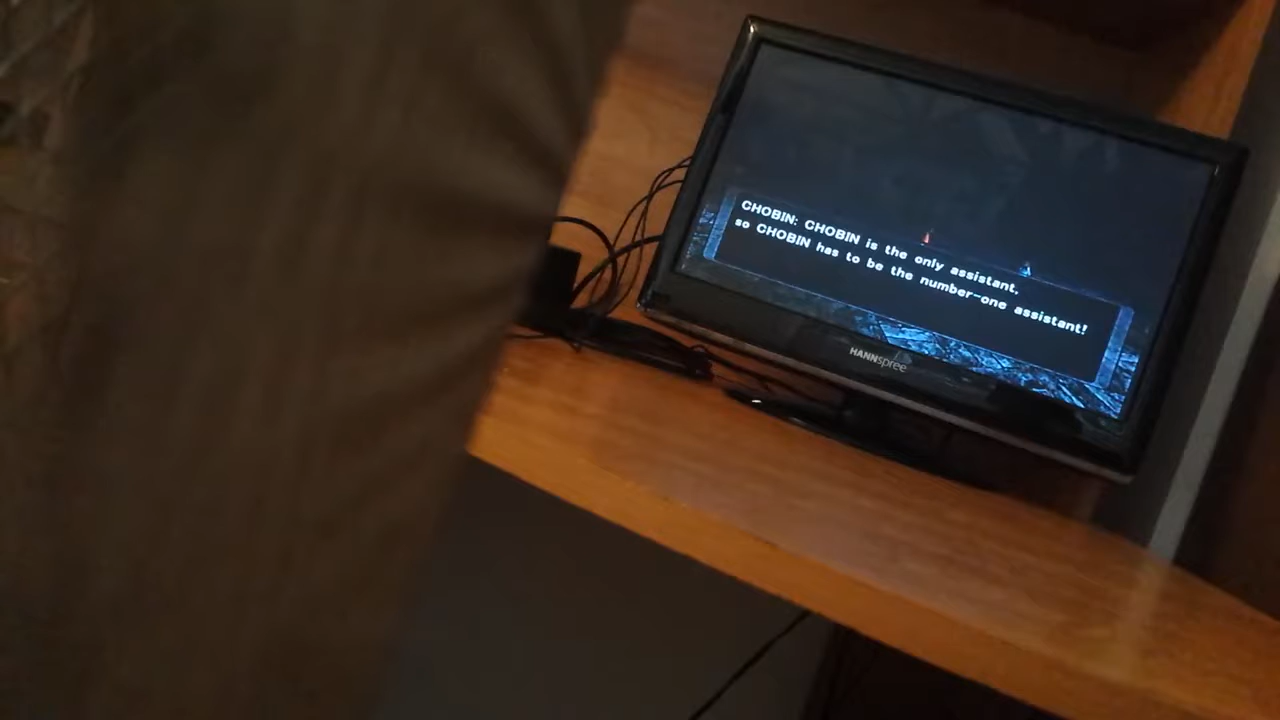 CHOBIN: CHOBIN is the only assistant,
so CHOBIN has to be the number-one assistant!
HANNspree